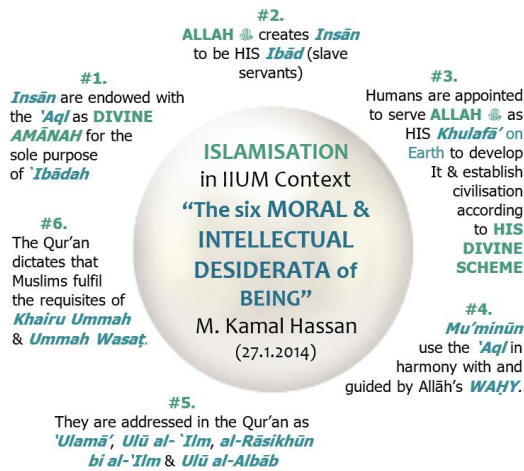 #1.
Insān are endowed with
the ‘Aql as DIVINE
AMĀNAH for the
sole purpose
of `Ibādah
#2.
ALLAH ﷻ creates Insān
to be HIS Ibād (slave
servants)
#3.
Humans are appointed
to serve ALLAH ﷻ as
HIS Khulafā’ on
Earth to develop
It & establish
civilisation
according
to HIS
DIVINE
SCHEME
#4.
Mu’minūn
use the ‘Aql in
harmony with and
guided by Allāh’s WAḤY.
#5.
They are addressed in the Qur’an as
‘Ulamā’, Ulū al-`Ilm, al-Rāsikhūn
bi al-‘Ilm & Ulū al-Albāb
#6.
The Qur’an
dictates that
Muslims fulfil
the requisites of
Khairu Ummah
& Ummah Wasaṭ.
ISLAMISATION
in IIUM Context
“The six MORAL &
INTELLECTUAL
DESIDERATA of
BEING”
M. Kamal Hassan
(27.1.2014)